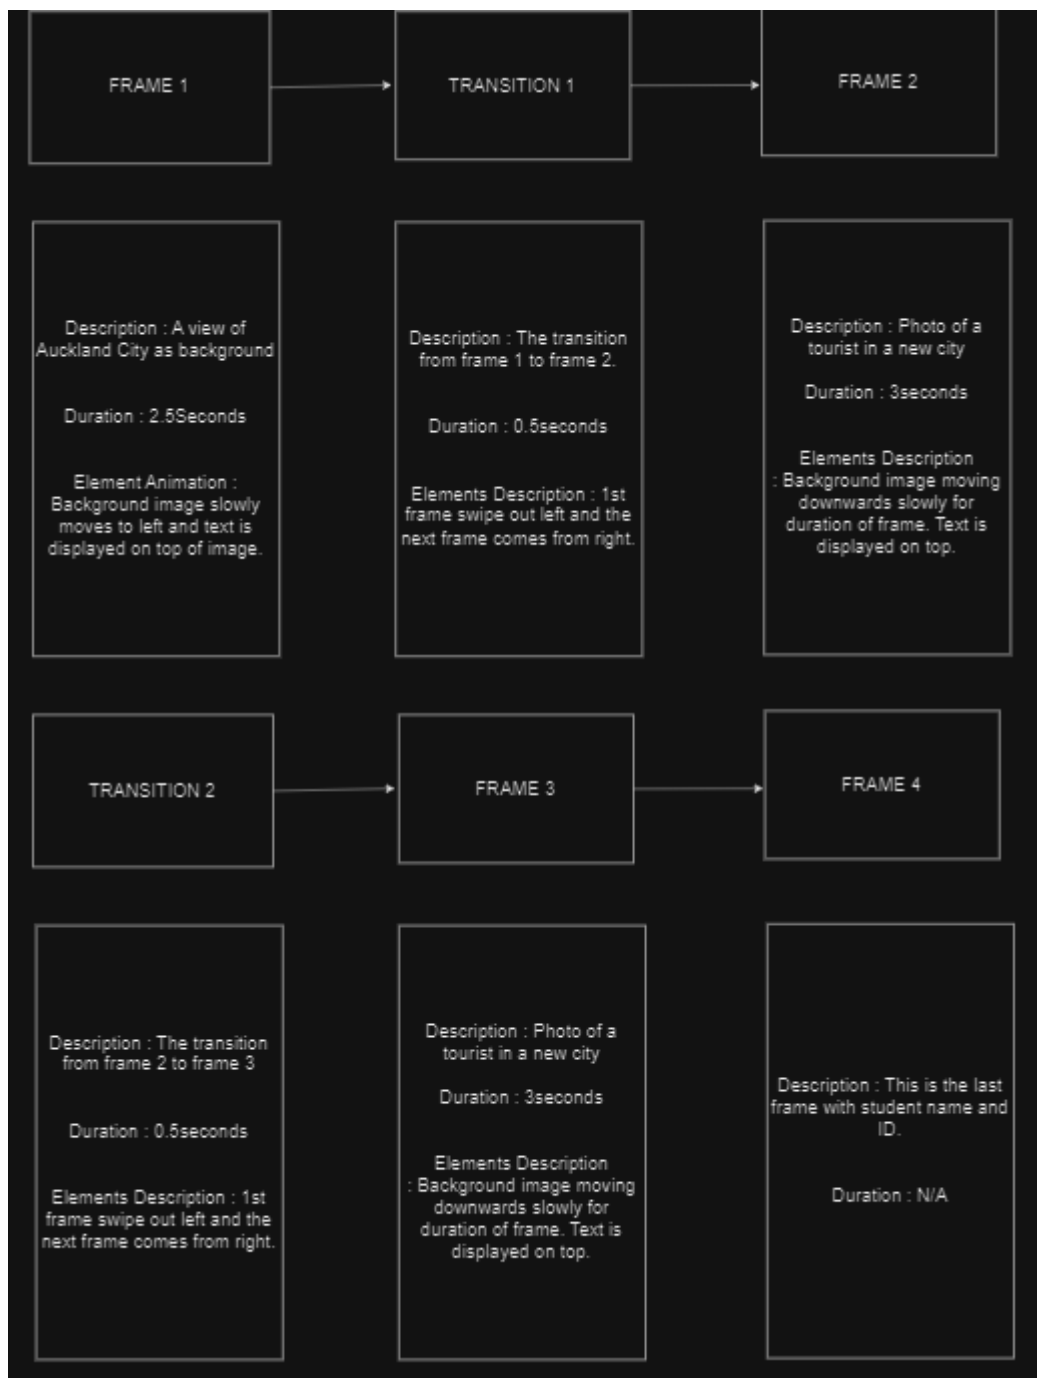 FRAME 1
TRANSITION 1
FRAME 2
Description : A view of
Auckland City as background
Duration : 2.5Seconds
Element Animation :
Background image slowly
moves to left and text is
displayed on top of image.
Description : The transition
from frame 1 to frame 2.
Duration : 0.5seconds
Elements Description : 1st
frame swipe out left and the
next frame comes from right.
Description : Photo of a
tourist in a new city
Duration : 3seconds
Elements Description
: Background image moving
downwards slowly for
duration of frame. Text is
displayed on top.
TRANSITION 2
FRAME 3
FRAME 4
Description : The transition
from frame 2 to frame 3
Duration : 0.5seconds
Elements Description : 1st
frame swipe out left and the
next frame comes from right.
Description : Photo of a
tourist in a new city
Duration : 3seconds
Elements Description
: Background image moving
downwards slowly for
duration of frame. Text is
displayed on top.
Description : This is the last
frame with student name and
ID.
Duration : N/A